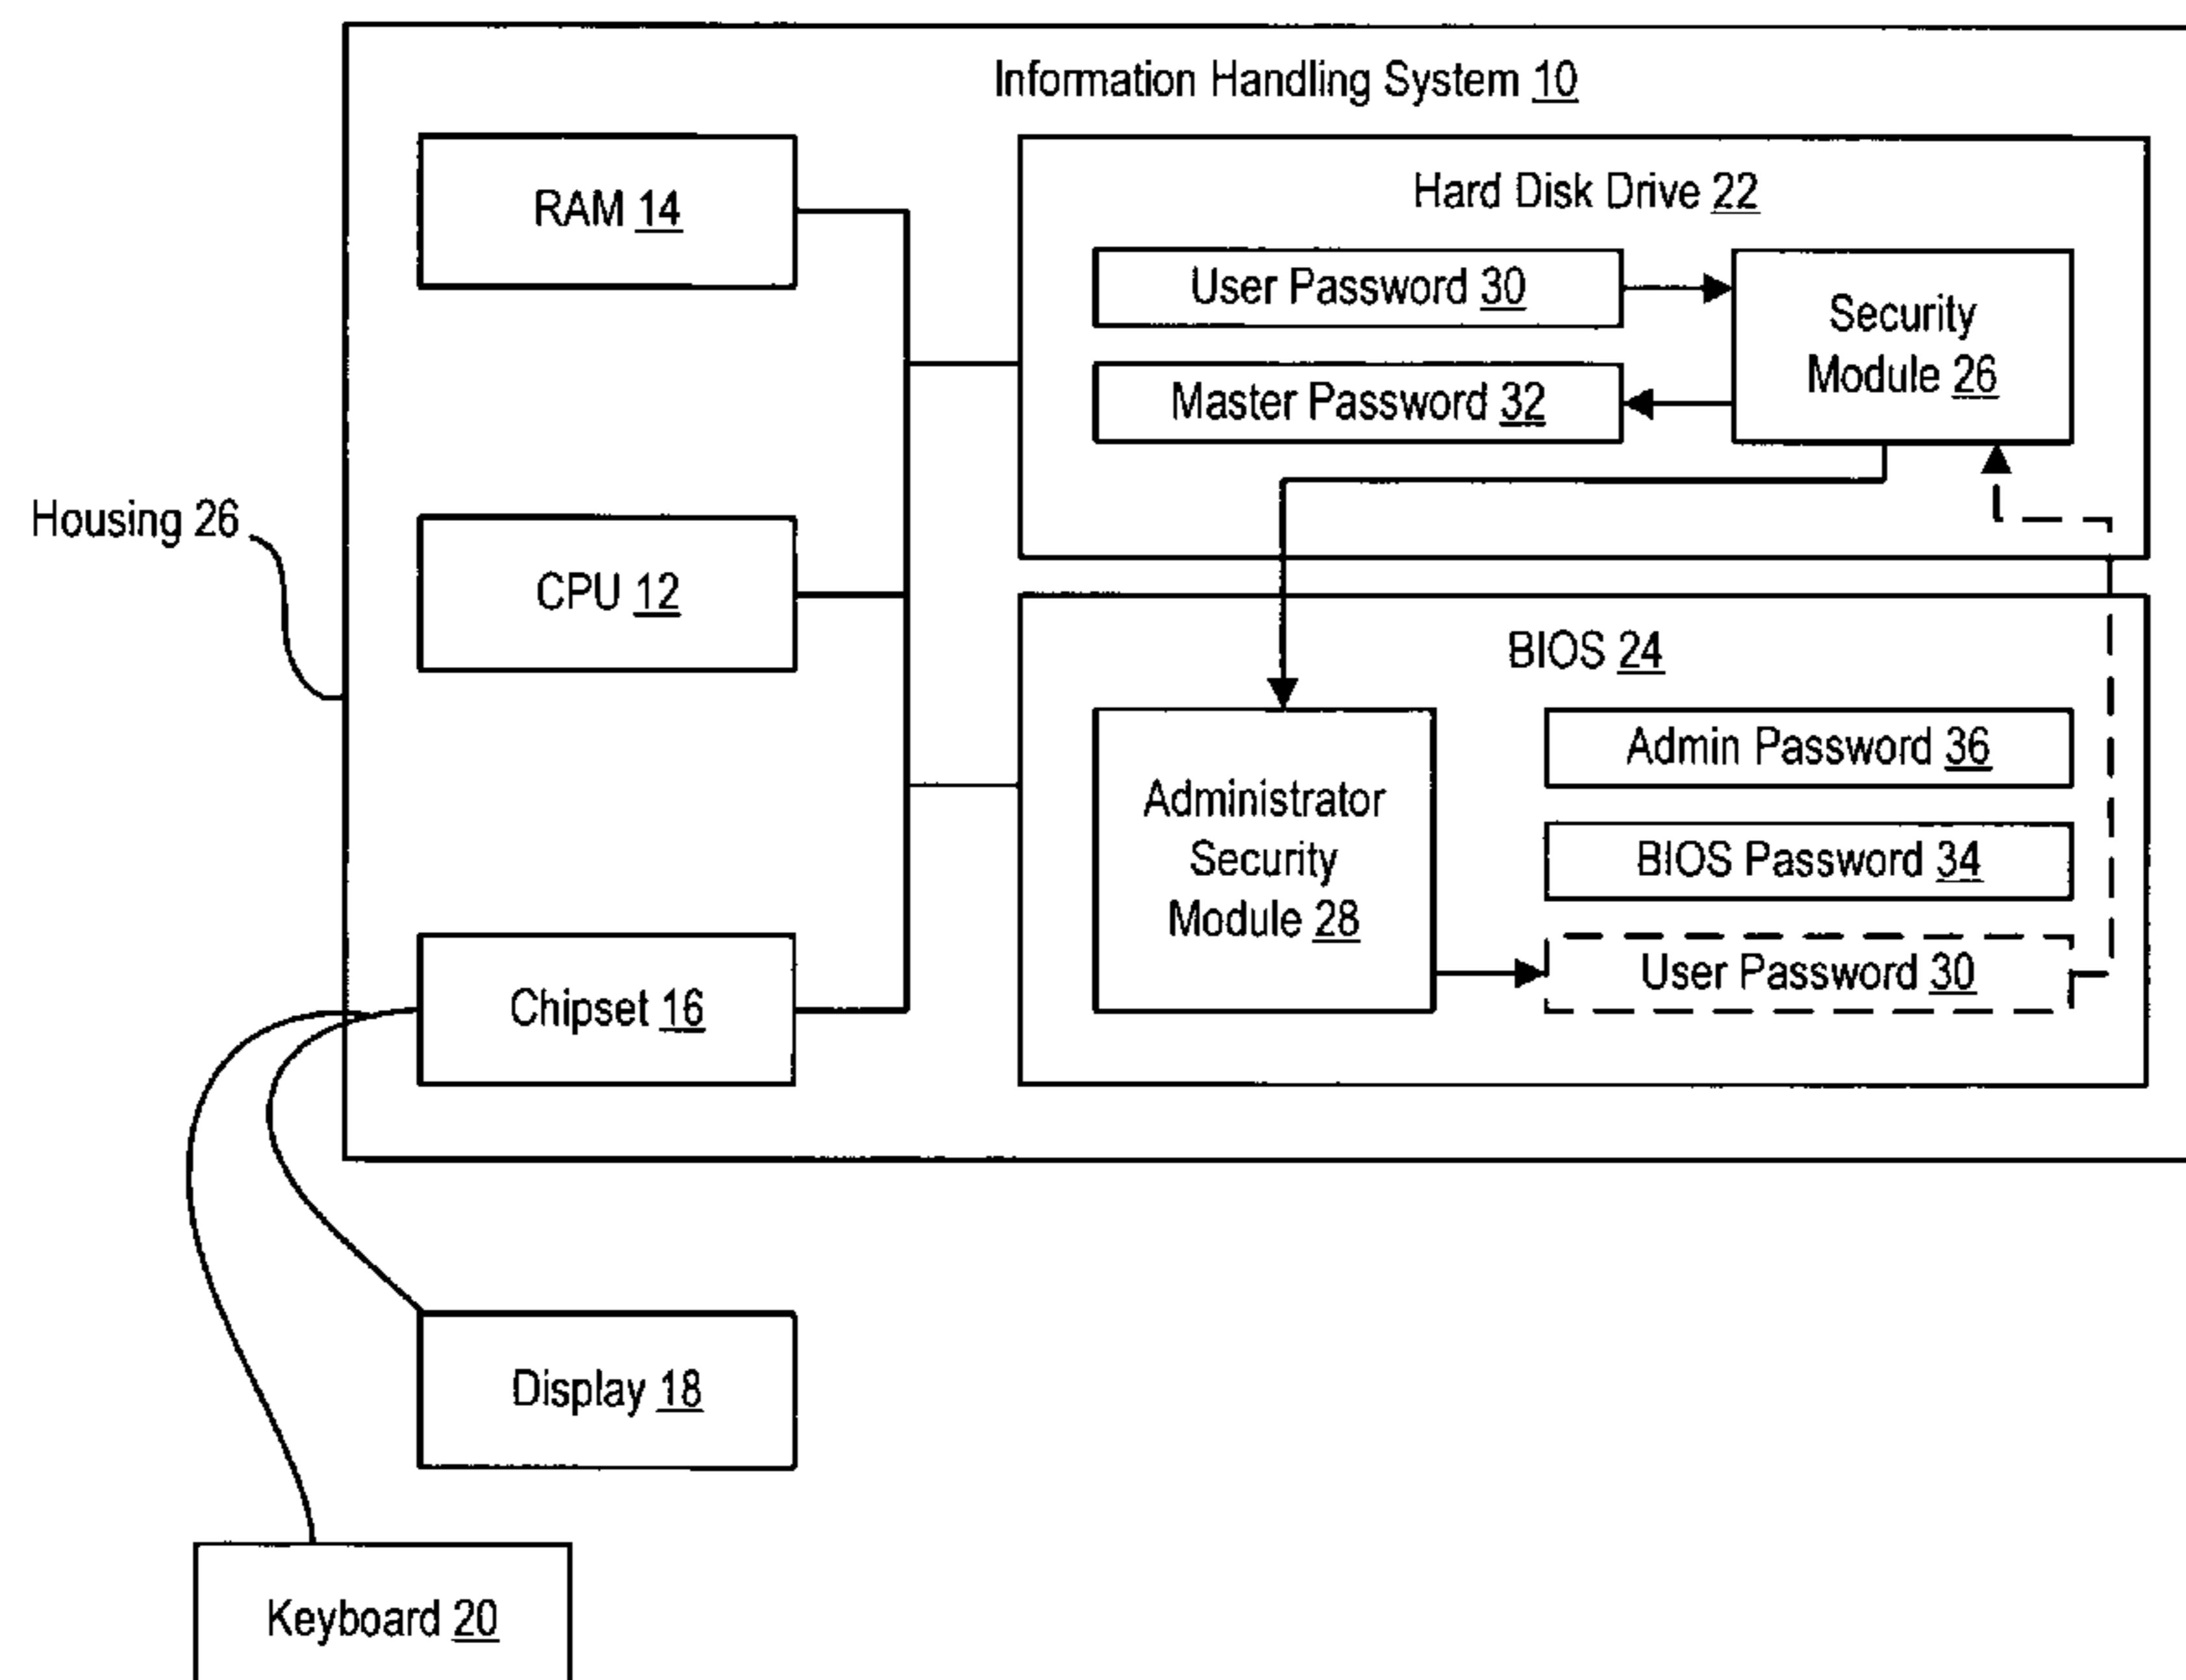 Information Handling System 10
RAM 14
Hard Disk Drive 22
User Password 30
Security
Module 26
Master Password 32
Housing 26
CPU 12
BIOS 24
Admin Password 36
Administrator
Security
Module 28
BIOS Password 34
User Password 30
Chipset 16
Display 18
Keyboard 20